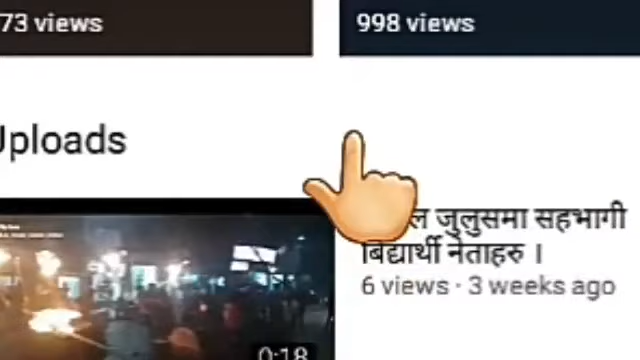 73 views
998 views
Uploads
ल जुलुसमा सहभागी
बिद्यार्थी नेताहरु ।
6 views · 3 weeks ago
0:18